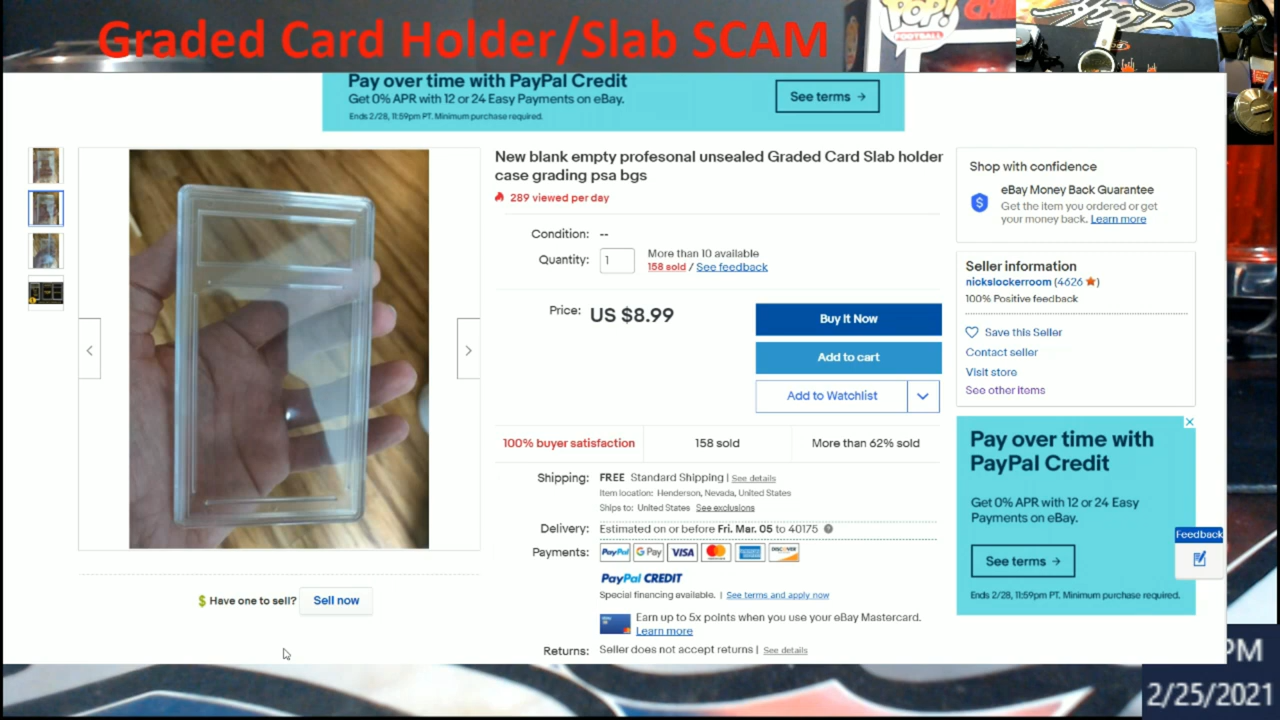 Graded Card Holder/Slab SCAM
POP!
FOOTBALL
Pay over time with PayPal Credit
Get 0% APR with 12 or 24 Easy Payments on eBay.
Ends 2/28, 11:59pm PT. Minimum purchase required.
See terms →
New blank empty profesonal unsealed Graded Card Slab holder
case grading psa bgs
289 viewed per day
Condition: --
Quantity: 1
More than 10 available
158 sold / See feedback
Price: US $8.99
Buy It Now
Add to cart
Add to Watchlist
100% buyer satisfaction
158 sold
More than 62% sold
Shipping: FREE Standard Shipping | See details
Item location: Henderson, Nevada, United States
Ships to: United States See exclusions
Delivery: Estimated on or before Fri. Mar. 05 to 40175
Payments: PayPal G Pay VISA
DISCOVER
PayPal CREDIT
Special financing available. | See terms and apply now
Earn up to 5x points when you use your eBay Mastercard.
Learn more
Returns: Seller does not accept returns | See details
$ Have one to sell? Sell now
Shop with confidence
eBay Money Back Guarantee
Get the item you ordered or get
your money back. Learn more
Seller information
nickslockerroom (4626 ★)
100% Positive feedback
Save this Seller
Contact seller
Visit store
See other items
Pay over time with
PayPal Credit
Get 0% APR with 12 or 24 Easy
Payments on eBay.
See terms →
Ends 2/28, 11:59pm PT. Minimum purchase required.
Feedback
PM
2/25/2021